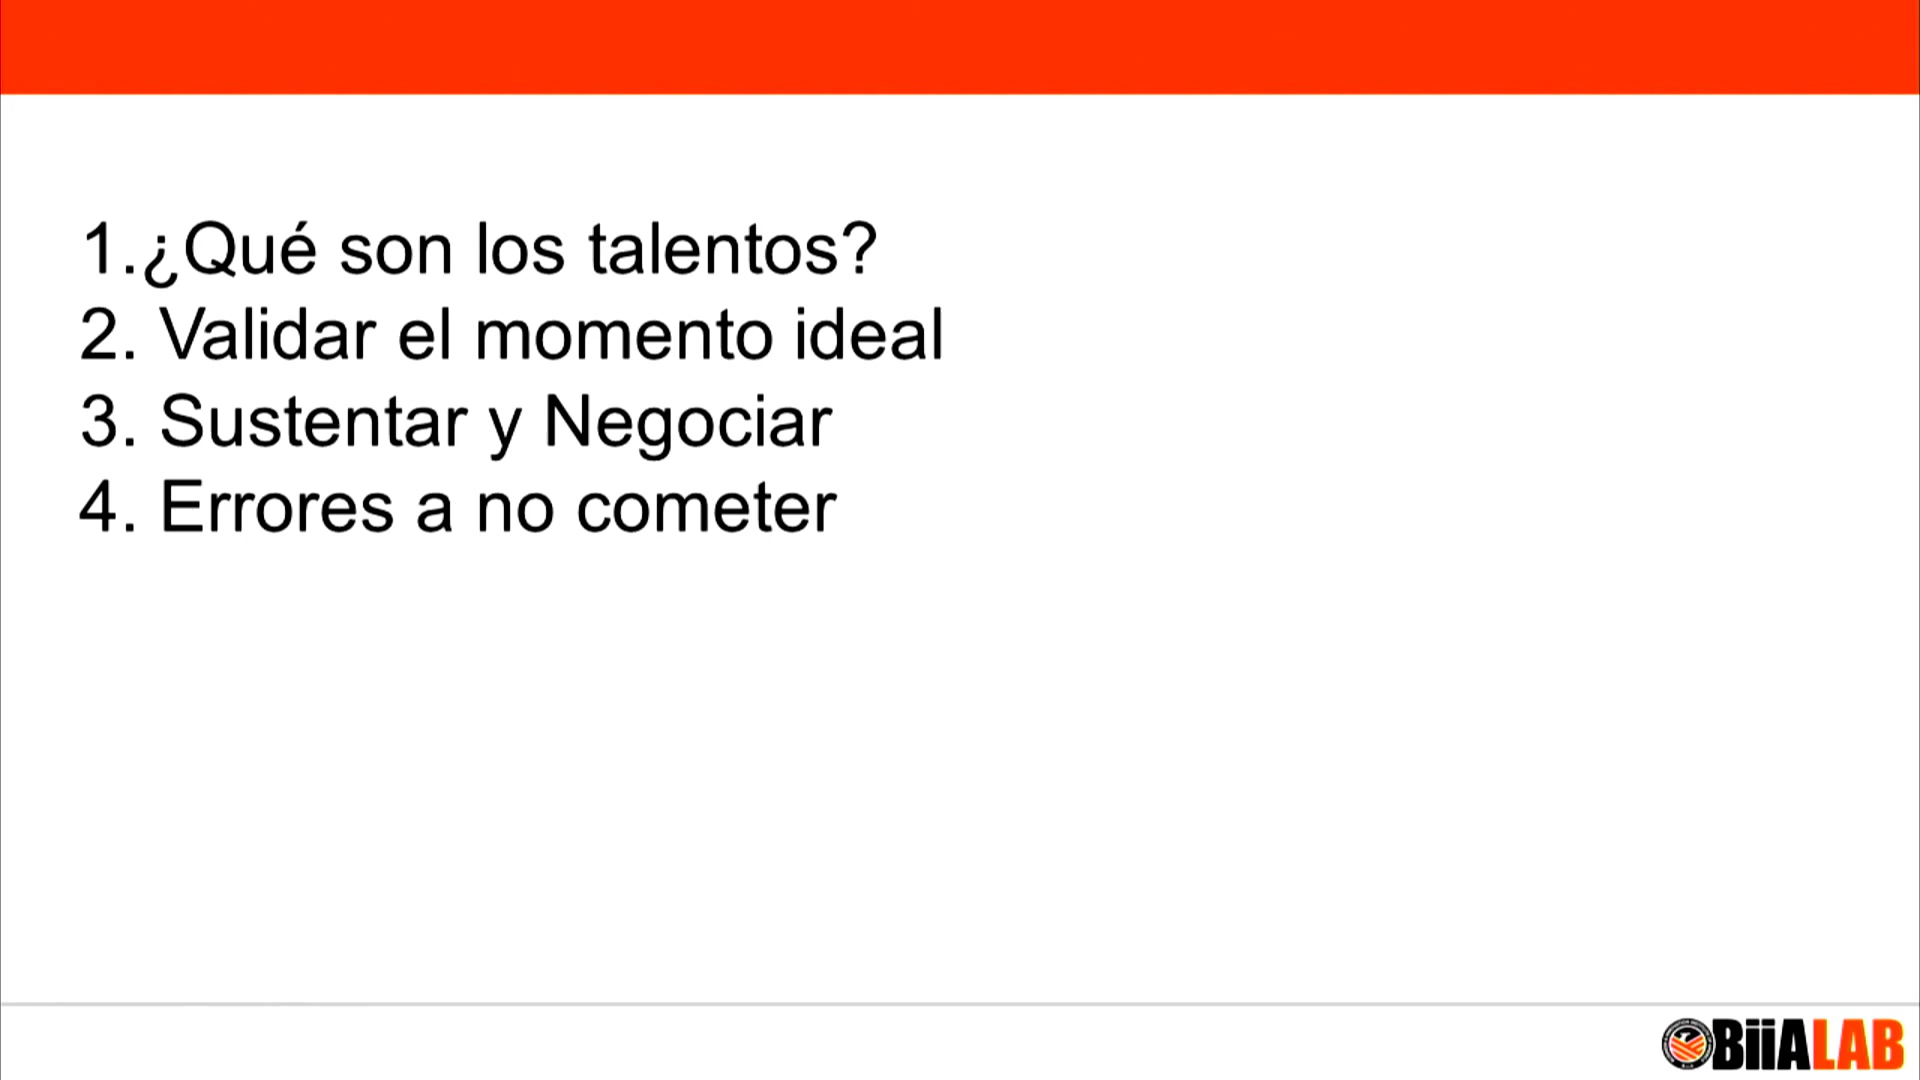 1.¿Qué son los talentos?
2. Validar el momento ideal
3. Sustentar y Negociar
4. Errores a no cometer
BiiALAB